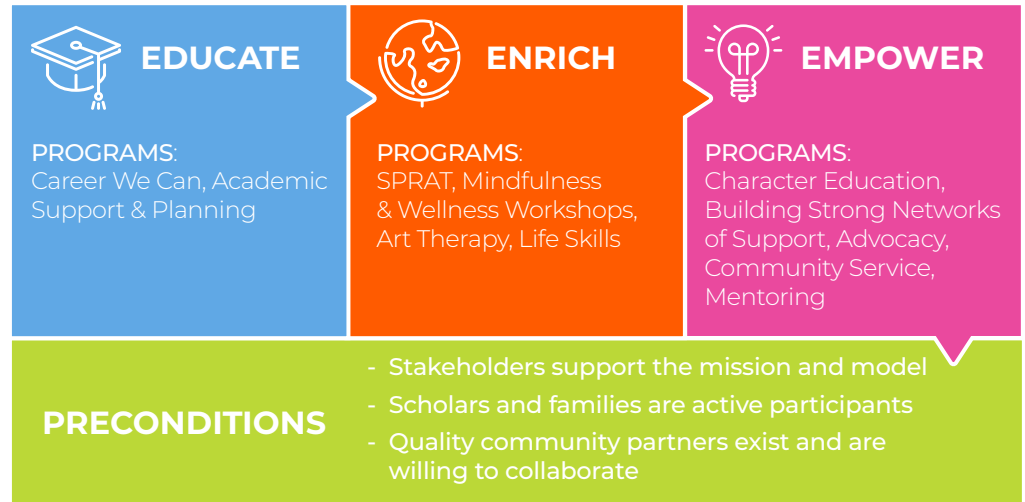 EDUCATE
PROGRAMS:
Career We Can, Academic
Support & Planning
ENRICH
PROGRAMS:
SPRAT, Mindfulness
& Wellness Workshops,
Art Therapy, Life Skills
EMPOWER
PROGRAMS:
Character Education,
Building Strong Networks
of Support, Advocacy,
Community Service,
Mentoring
PRECONDITIONS
- Stakeholders support the mission and model
- Scholars and families are active participants
- Quality community partners exist and are
willing to collaborate